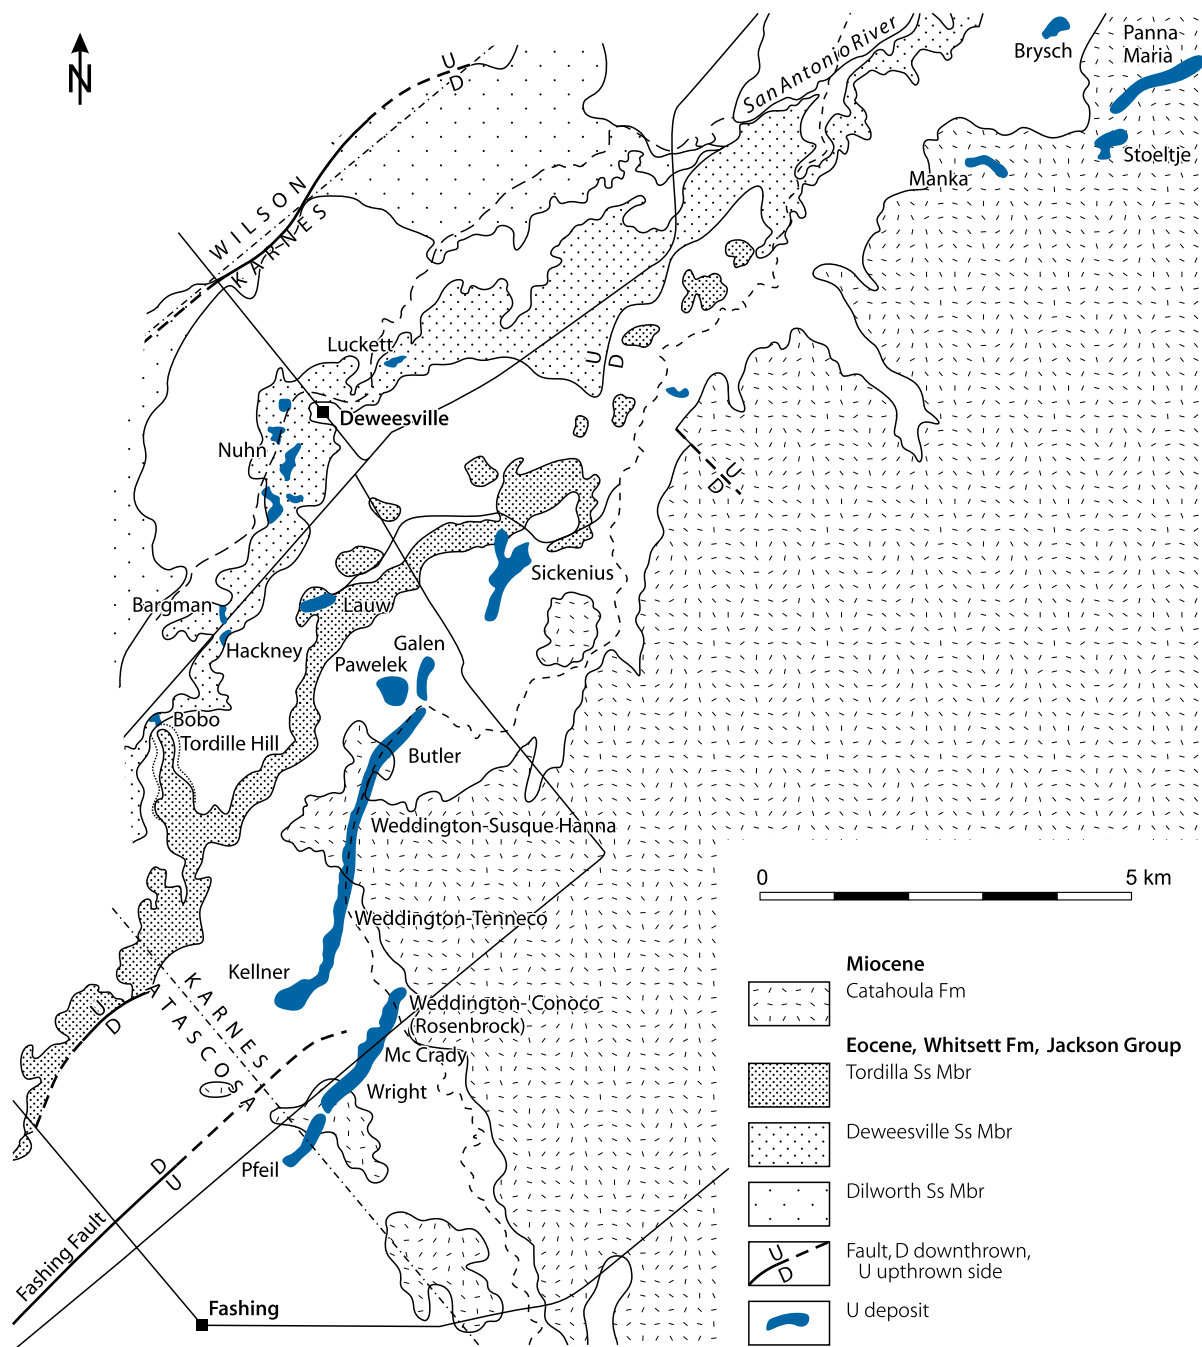 N
U
D
San Antonio River
Brysch
Panna
Maria
Stoeltje
Manka
WILSON
KARNES
Luckett
U
D
Deweesville
Nuhn
U
D
Sickenius
Bargman
Lauw
Hackney
Galen
Pawelek
Bobo
Tordille Hill
Butler
Weddington-Susque Hanna
Weddington-Tenneco
Kellner
KARNES
ATASCOSA
U
D
Weddington- Conoco
(Rosenbrock)
Mc Crady
Wright
Pfeil
D
U
Fashing Fault
Fashing
0 5 km
Miocene
Catahoula Fm
Eocene, Whitsett Fm, Jackson Group
Tordilla Ss Mbr
Deweesville Ss Mbr
Dilworth Ss Mbr
U
D
Fault, D downthrown,
U upthrown side
U deposit